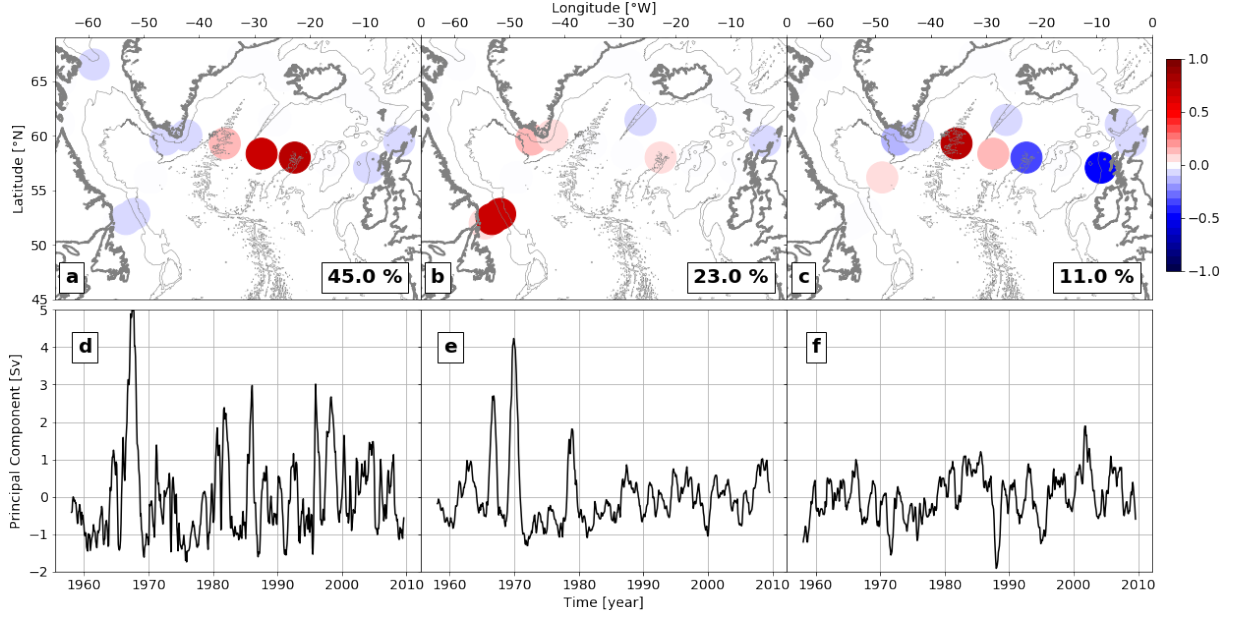 Longitude [°W]
−60 −50 −40 −30 −20 −10 −60 −50 −40 −30 −20 −10 −60 −50 −40 −30 −20 −10 0
Latitude [°N]
65
60
55
50
45
a 45.0 % b 23.0 % c 11.0 %
1.0
0.5
0.0
−0.5
−1.0
Principal Component [Sv]
5
4
3
2
1
0
−1
−2
d e f
1960 1970 1980 1990 2000 2010 1960 1970 1980 1990 2000 2010 1960 1970 1980 1990 2000 2010
Time [year]